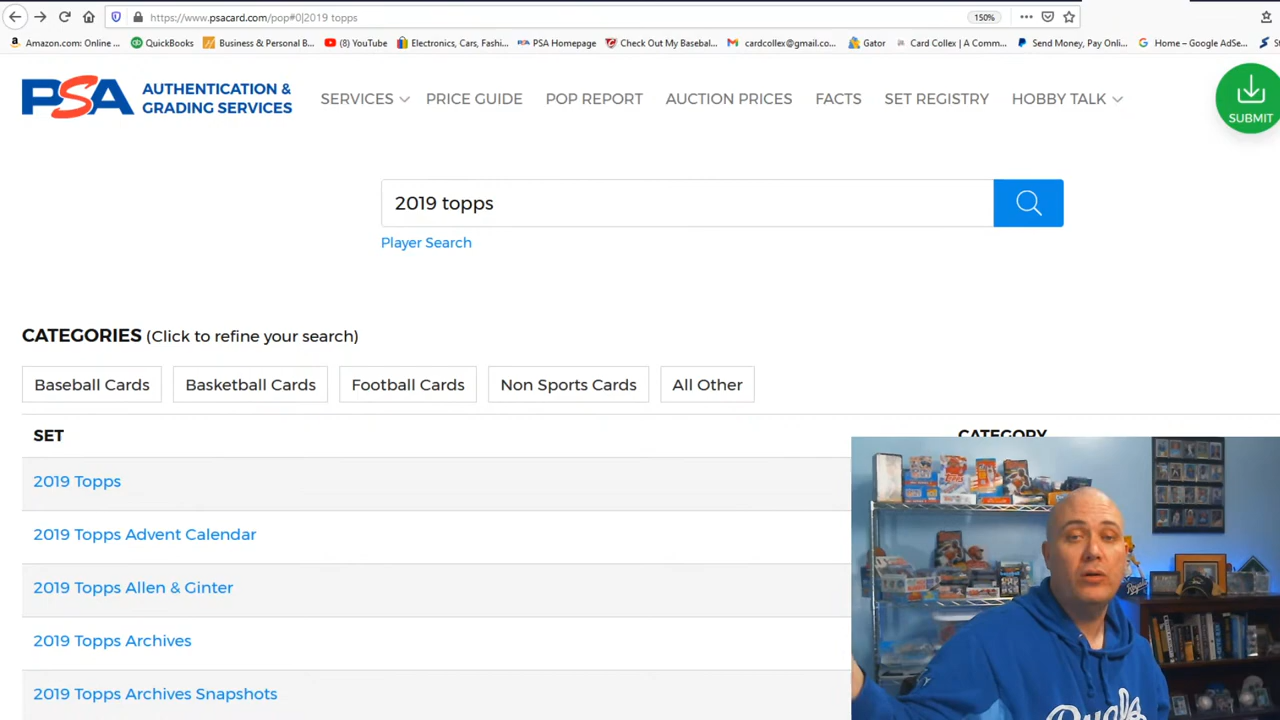 https://www.psacard.com/pop#0|2019 topps
150%
Amazon.com: Online ...
QuickBooks
Business & Personal B...
(8) YouTube
Electronics, Cars, Fashi...
PSA Homepage
Check Out My Basebal...
cardcollex@gmail.co...
Gator
Card Collex | A Comm...
Send Money, Pay Onli...
Home – Google AdSe...
PSA AUTHENTICATION &
GRADING SERVICES
SERVICES
PRICE GUIDE
POP REPORT
AUCTION PRICES
FACTS
SET REGISTRY
HOBBY TALK
SUBMIT
2019 topps
Player Search
CATEGORIES (Click to refine your search)
Baseball Cards
Basketball Cards
Football Cards
Non Sports Cards
All Other
SET
CATEGORY
2019 Topps
2019 Topps Advent Calendar
2019 Topps Allen & Ginter
2019 Topps Archives
2019 Topps Archives Snapshots
Royals